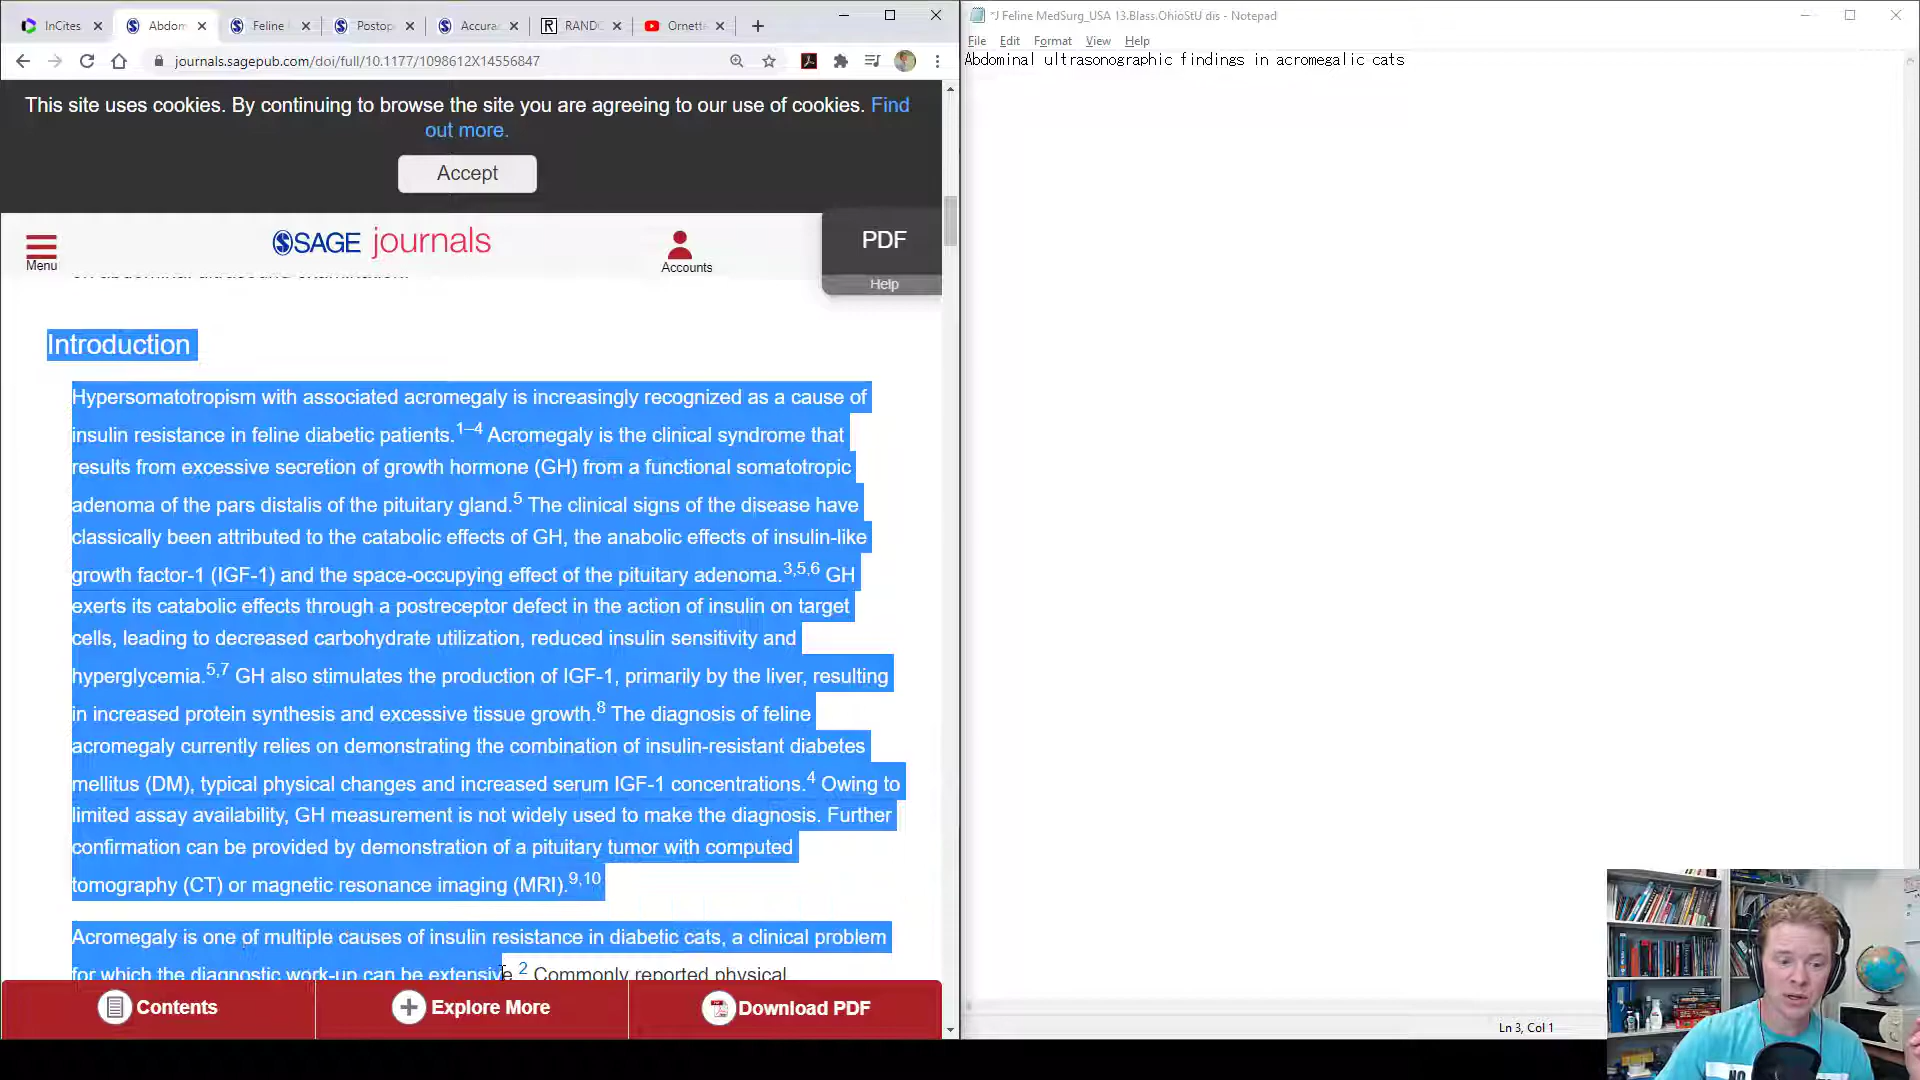 InCites
Abdom
Feline
Postop
Accura
RANDO
Ornett
journals.sagepub.com/doi/full/10.1177/1098612X14556847
This site uses cookies. By continuing to browse the site you are agreeing to our use of cookies. Find
out more.
Accept
Menu
SAGE journals
Accounts
PDF
Help
on abdominal ultrasound examination.
Introduction
Hypersomatotropism with associated acromegaly is increasingly recognized as a cause of
insulin resistance in feline diabetic patients.1–4 Acromegaly is the clinical syndrome that
results from excessive secretion of growth hormone (GH) from a functional somatotropic
adenoma of the pars distalis of the pituitary gland.5 The clinical signs of the disease have
classically been attributed to the catabolic effects of GH, the anabolic effects of insulin-like
growth factor-1 (IGF-1) and the space-occupying effect of the pituitary adenoma.3,5,6 GH
exerts its catabolic effects through a postreceptor defect in the action of insulin on target
cells, leading to decreased carbohydrate utilization, reduced insulin sensitivity and
hyperglycemia.5,7 GH also stimulates the production of IGF-1, primarily by the liver, resulting
in increased protein synthesis and excessive tissue growth.8 The diagnosis of feline
acromegaly currently relies on demonstrating the combination of insulin-resistant diabetes
mellitus (DM), typical physical changes and increased serum IGF-1 concentrations.4 Owing to
limited assay availability, GH measurement is not widely used to make the diagnosis. Further
confirmation can be provided by demonstration of a pituitary tumor with computed
tomography (CT) or magnetic resonance imaging (MRI).9,10
Acromegaly is one of multiple causes of insulin resistance in diabetic cats, a clinical problem
for which the diagnostic work-up can be extensive.2 Commonly reported physical
Contents
Explore More
Download PDF
*J Feline MedSurg_USA 13.Blass.OhioStU dis - Notepad
File Edit Format View Help
Abdominal ultrasonographic findings in acromegalic cats
Ln 3, Col 1
NO